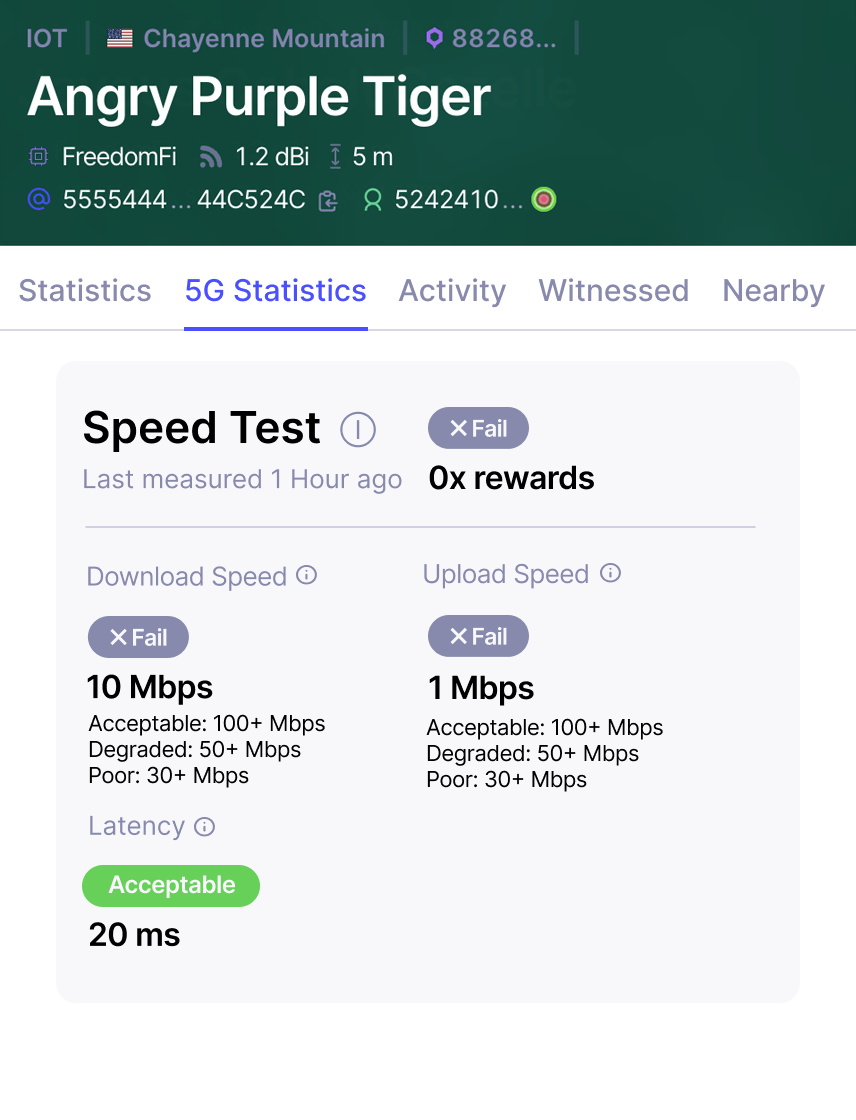 IOT | Chayenne Mountain | 88268... |
Angry Purple Tiger
FreedomFi 1.2 dBi 5 m
@ 5555444...44C524C 5242410...
Statistics 5G Statistics Activity Witnessed Nearby
Speed Test
Fail
Last measured 1 Hour ago
0x rewards
Download Speed
Fail
10 Mbps
Acceptable: 100+ Mbps
Degraded: 50+ Mbps
Poor: 30+ Mbps
Upload Speed
Fail
1 Mbps
Acceptable: 100+ Mbps
Degraded: 50+ Mbps
Poor: 30+ Mbps
Latency
Acceptable
20 ms